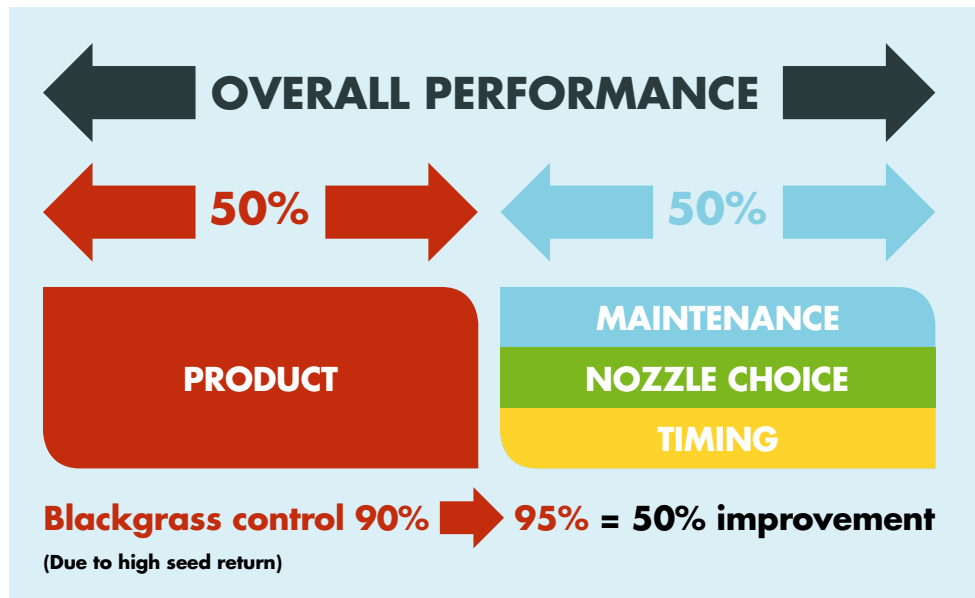 OVERALL PERFORMANCE
50% 50%
PRODUCT
MAINTENANCE
NOZZLE CHOICE
TIMING
Blackgrass control 90% 95% = 50% improvement
(Due to high seed return)